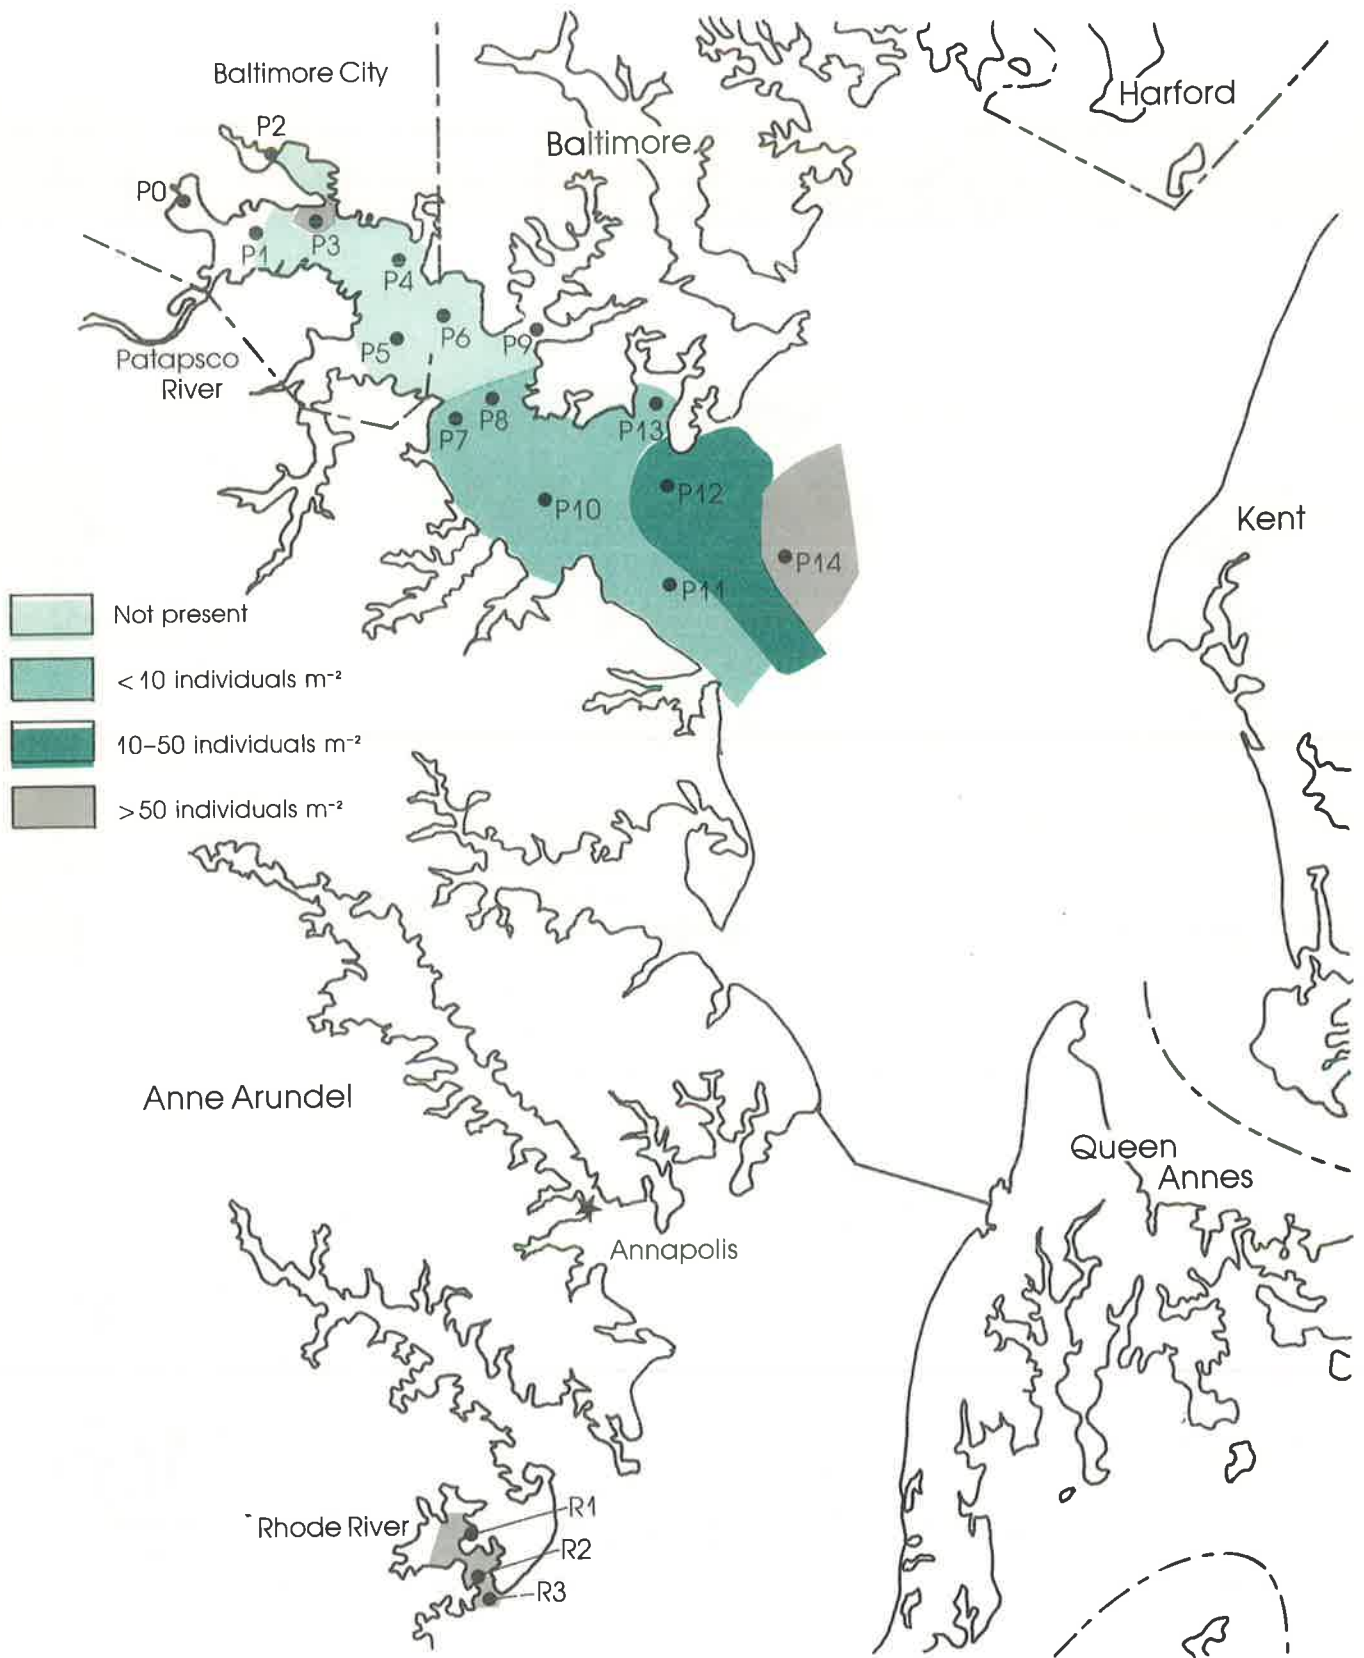 Baltimore City
Harford
P2
Baltimore
P0
P1
P3
P4
P6
P5
P9
Patapsco
River
P8
P7
P13
P12
P10
Kent
P14
P11
Not present
<10 individuals m⁻²
10–50 individuals m⁻²
>50 individuals m⁻²
Anne Arundel
Queen
Annes
Annapolis
C
R1
Rhode River
R2
R3